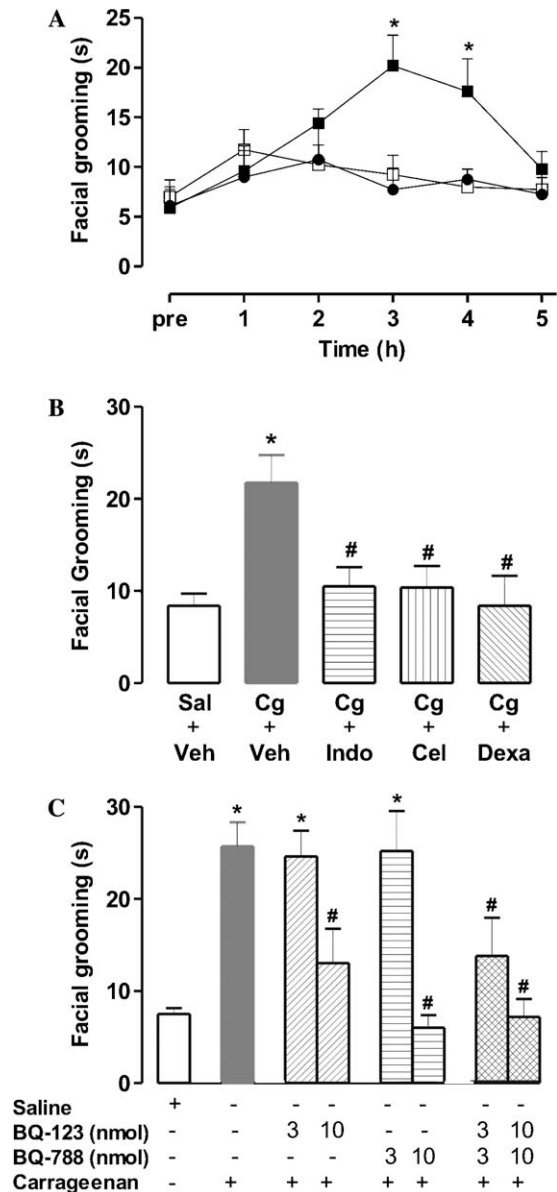 A
Facial grooming (s)
25
20
15
10
5
0
* *
pre 1 2 3 4 5
Time (h)
B
Facial Grooming (s)
30
20
10
0
* # # #
Sal Cg Cg Cg Cg
+ + + + +
Veh Veh Indo Cel Dexa
C
Facial grooming (s)
30
20
10
0
* * # * # # #
Saline + - - - - - - -
BQ-123 (nmol) - - 3 10 - - 3 10
BQ-788 (nmol) - - - - 3 10 3 10
Carrageenan - + + + + + + +